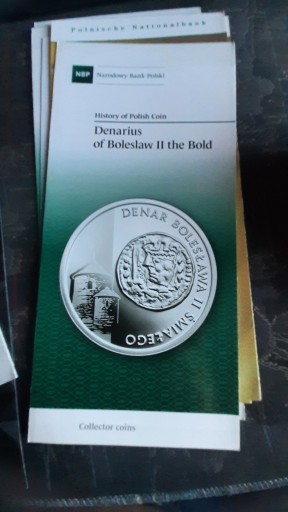 Polnische Nationalbank
NBP Narodowy Bank Polski
History of Polish Coin
Denarius
of Boleslaw II the Bold
DENAR BOLESŁAWA II ŚMIAŁEGO
Collector coins